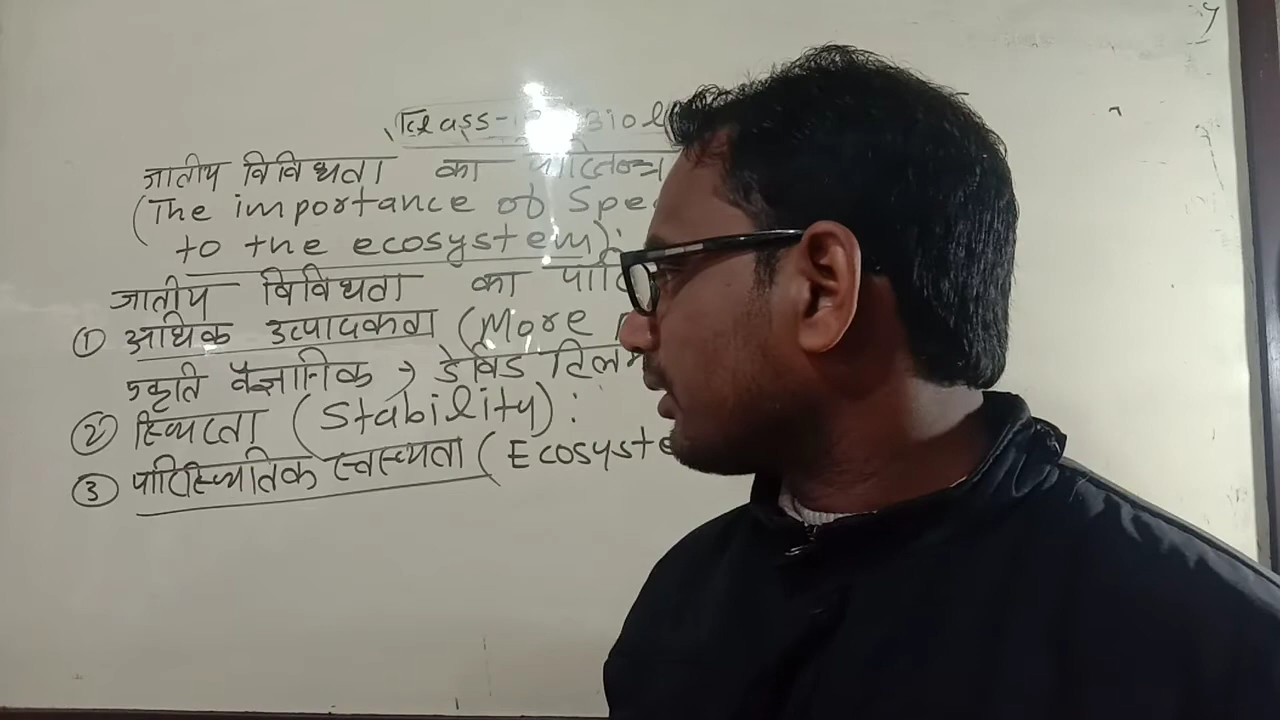 Class- Biol
जातीय विविधता का
(The importance of Spe
to the ecosystem):
जातीय विविधता का पारि
① अधिक उत्पादकता (More
प्रकृति वैज्ञानिक, डेविड टिलम
② स्थिरता (Stability):
③ पारिस्थितिक स्वस्थता (Ecosyste